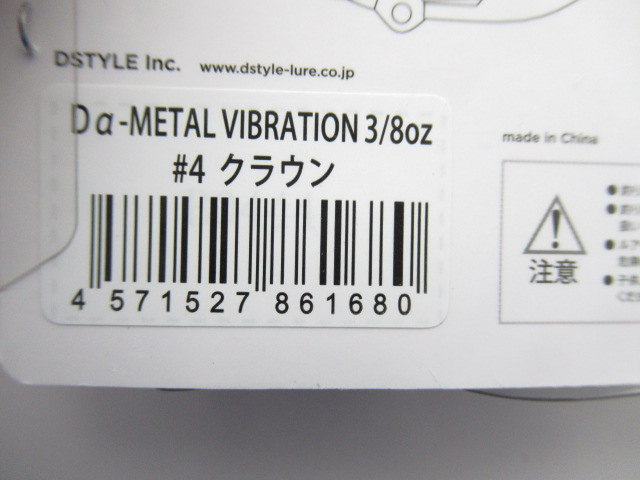 DSTYLE Inc. www.dstyle-lure.co.jp
Dα-METAL VIBRATION 3/8oz
#4 クラウン
4 571527 861680
made in China
注意